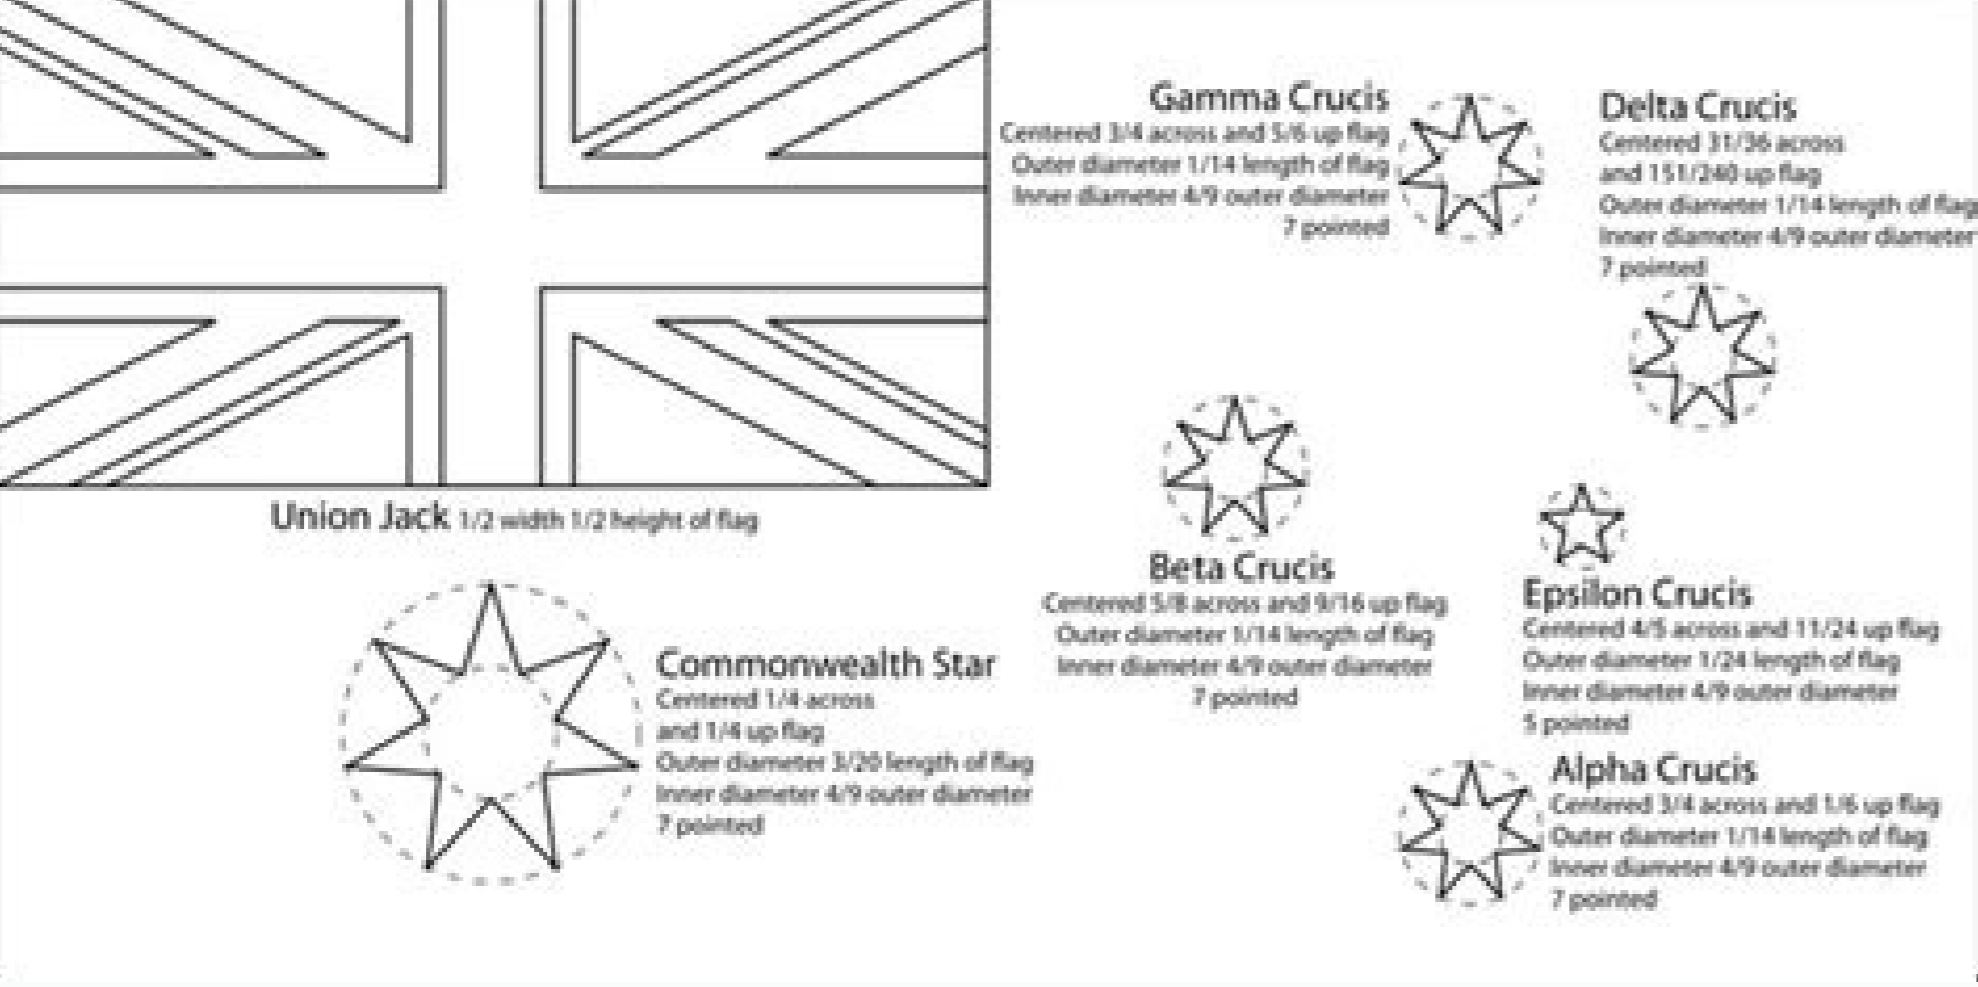 Gamma Crucis
Centered 3/4 across and 5/6 up flag
Outer diameter 1/14 length of flag
Inner diameter 4/9 outer diameter
7 pointed
Delta Crucis
Centered 31/36 across
and 151/240 up flag
Outer diameter 1/14 length of flag
Inner diameter 4/9 outer diameter
7 pointed
Union Jack 1/2 width 1/2 height of flag
Beta Crucis
Centered 5/8 across and 9/16 up flag
Outer diameter 1/14 length of flag
Inner diameter 4/9 outer diameter
7 pointed
Epsilon Crucis
Centered 4/5 across and 11/24 up flag
Outer diameter 1/24 length of flag
Inner diameter 4/9 outer diameter
5 pointed
Commonwealth Star
Centered 1/4 across
and 1/4 up flag
Outer diameter 3/20 length of flag
Inner diameter 4/9 outer diameter
7 pointed
Alpha Crucis
Centered 3/4 across and 1/6 up flag
Outer diameter 1/14 length of flag
Inner diameter 4/9 outer diameter
7 pointed